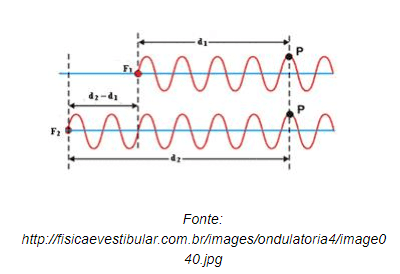 d₁
F₁
P
d₂-d₁
F₂
P
d₂
Fonte:
http://fisicaevestibular.com.br/images/ondulatoria4/image0
40.jpg